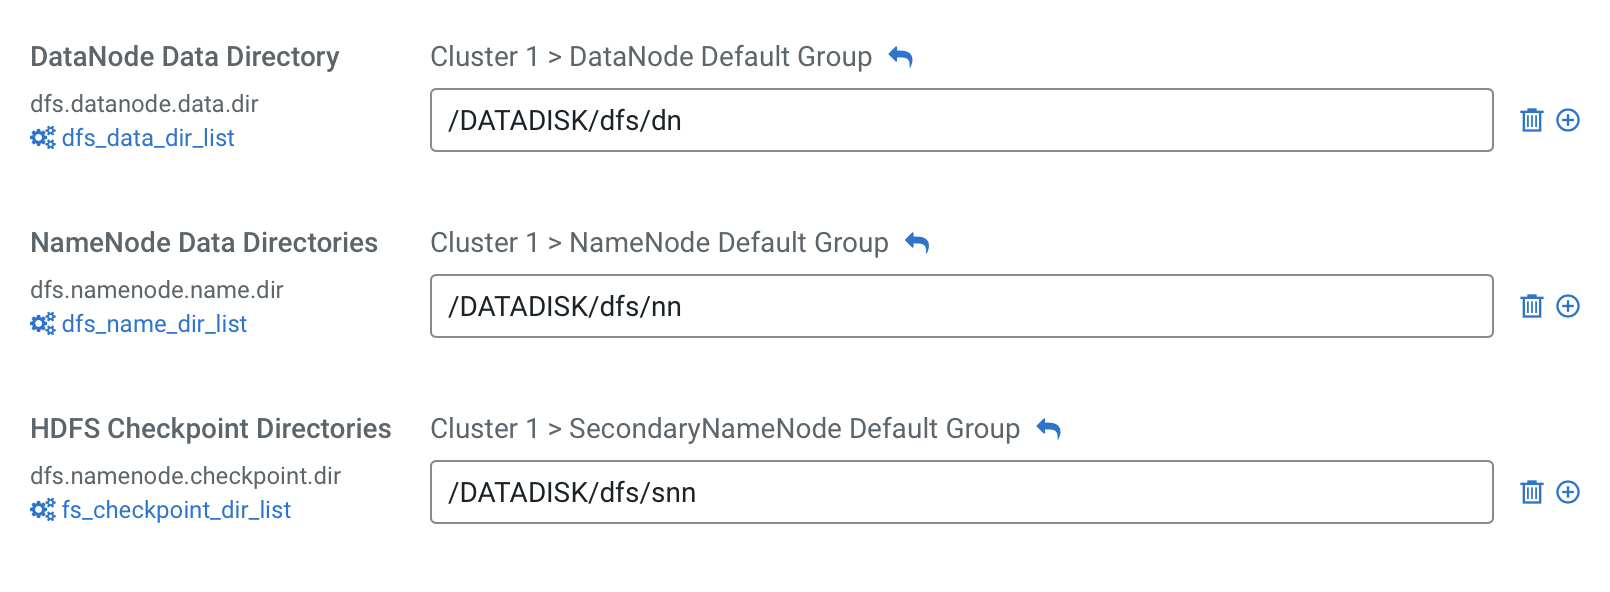 DataNode Data Directory
Cluster 1 > DataNode Default Group
dfs.datanode.data.dir
/DATADISK/dfs/dn
dfs_data_dir_list
NameNode Data Directories
Cluster 1 > NameNode Default Group
dfs.namenode.name.dir
/DATADISK/dfs/nn
dfs_name_dir_list
HDFS Checkpoint Directories
Cluster 1 > SecondaryNameNode Default Group
dfs.namenode.checkpoint.dir
/DATADISK/dfs/snn
fs_checkpoint_dir_list